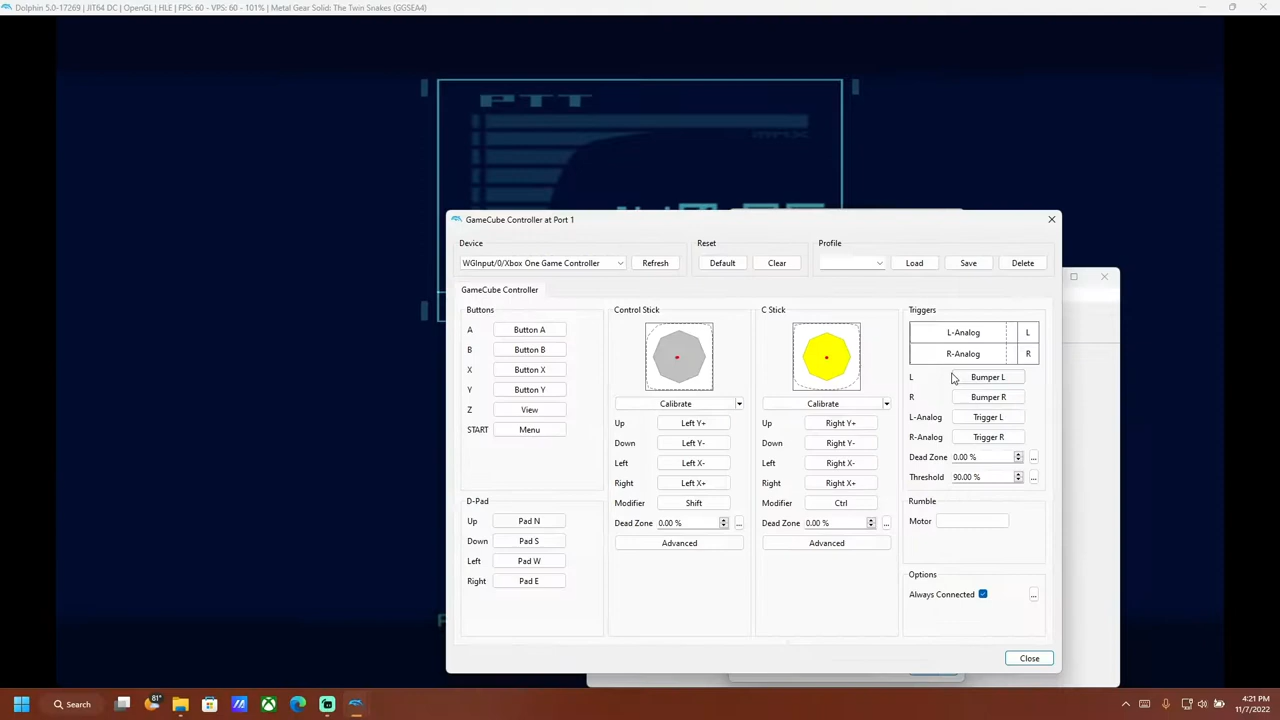 Dolphin 5.0-17269 | JIT64 DC | OpenGL | HLE | FPS: 60 - VPS: 60 - 101% | Metal Gear Solid: The Twin Snakes (GGSEA4)
PTT
GameCube Controller at Port 1
Device
Reset
Profile
WGInput/0/Xbox One Game Controller
Refresh
Default
Clear
Load
Save
Delete
GameCube Controller
Buttons
A Button A
B Button B
X Button X
Y Button Y
Z View
START Menu
D-Pad
Up Pad N
Down Pad S
Left Pad W
Right Pad E
Control Stick
Calibrate
Up Left Y+
Down Left Y-
Left Left X-
Right Left X+
Modifier Shift
Dead Zone 0.00 % ...
Advanced
C Stick
Calibrate
Up Right Y+
Down Right Y-
Left Right X-
Right Right X+
Modifier Ctrl
Dead Zone 0.00 % ...
Advanced
Triggers
L-Analog L
R-Analog R
L Bumper L
R Bumper R
L-Analog Trigger L
R-Analog Trigger R
Dead Zone 0.00 % ...
Threshold 90.00 % ...
Rumble
Motor
Options
Always Connected ...
Close
81°
Search
4:21 PM
11/7/2022